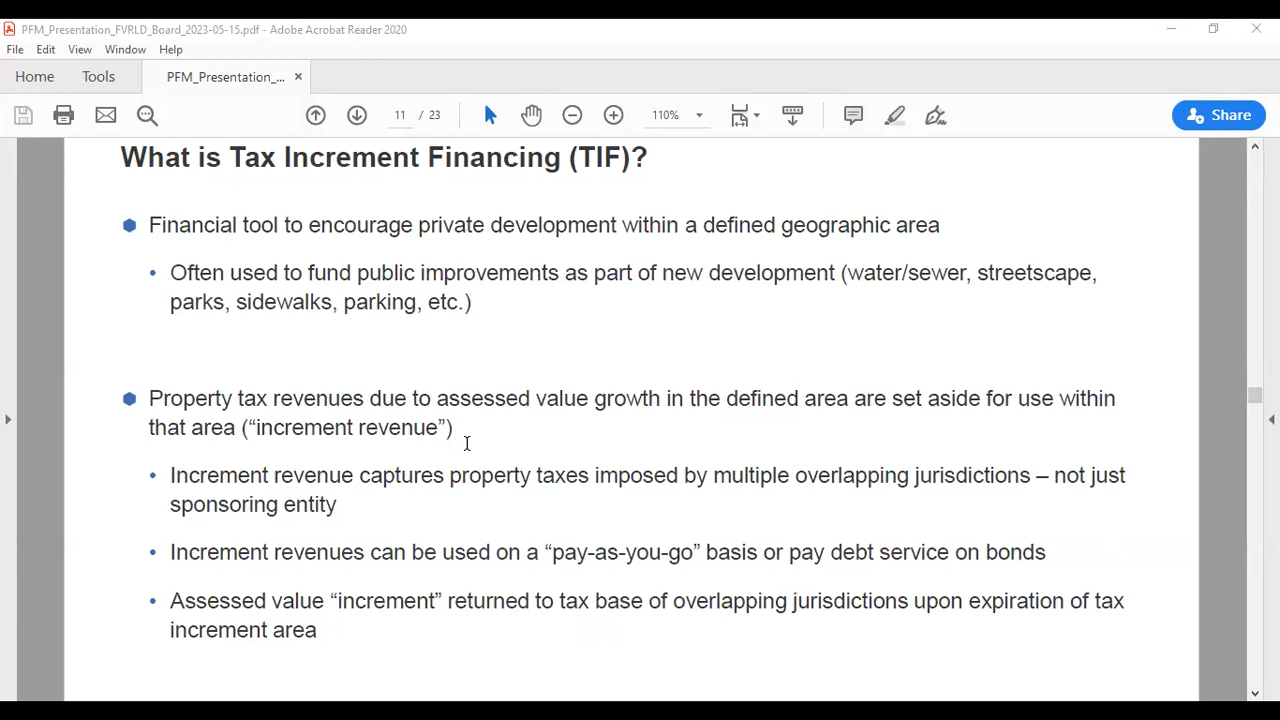 PFM_Presentation_FVRLD_Board_2023-05-15.pdf - Adobe Acrobat Reader 2020
File Edit View Window Help
Home Tools PFM_Presentation_...
11 / 23 110% Share
What is Tax Increment Financing (TIF)?
Financial tool to encourage private development within a defined geographic area
Often used to fund public improvements as part of new development (water/sewer, streetscape,
parks, sidewalks, parking, etc.)
Property tax revenues due to assessed value growth in the defined area are set aside for use within
that area (“increment revenue”)
Increment revenue captures property taxes imposed by multiple overlapping jurisdictions – not just
sponsoring entity
Increment revenues can be used on a “pay-as-you-go” basis or pay debt service on bonds
Assessed value “increment” returned to tax base of overlapping jurisdictions upon expiration of tax
increment area